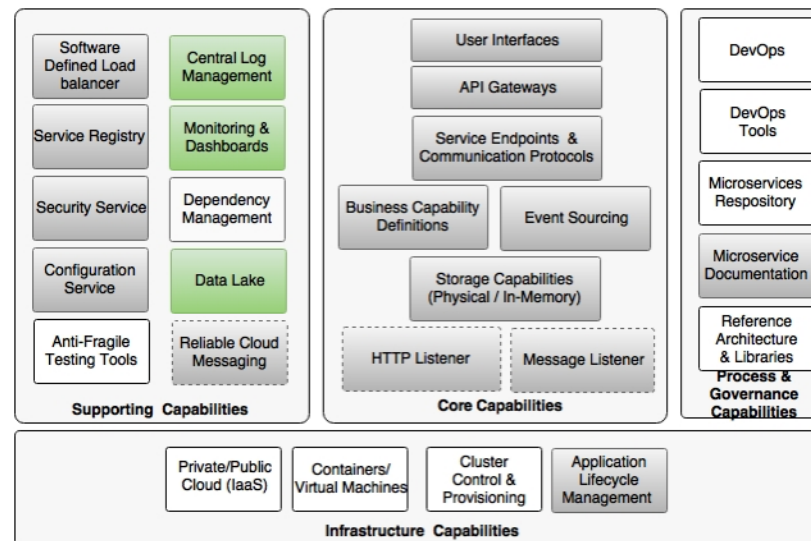 Software
Defined Load
balancer
Central Log
Management
Service Registry
Monitoring &
Dashboards
Security Service
Dependency
Management
Configuration
Service
Data Lake
Anti-Fragile
Testing Tools
Reliable Cloud
Messaging
Supporting Capabilities
User Interfaces
API Gateways
Service Endpoints &
Communication Protocols
Business Capability
Definitions
Event Sourcing
Storage Capabilities
(Physical / In-Memory)
HTTP Listener
Message Listener
Core Capabilities
DevOps
DevOps
Tools
Microservices
Respository
Microservice
Documentation
Reference
Architecture
& Libraries
Process &
Governance
Capabilities
Private/Public
Cloud (IaaS)
Containers/
Virtual Machines
Cluster
Control &
Provisioning
Application
Lifecycle
Management
Infrastructure Capabilities